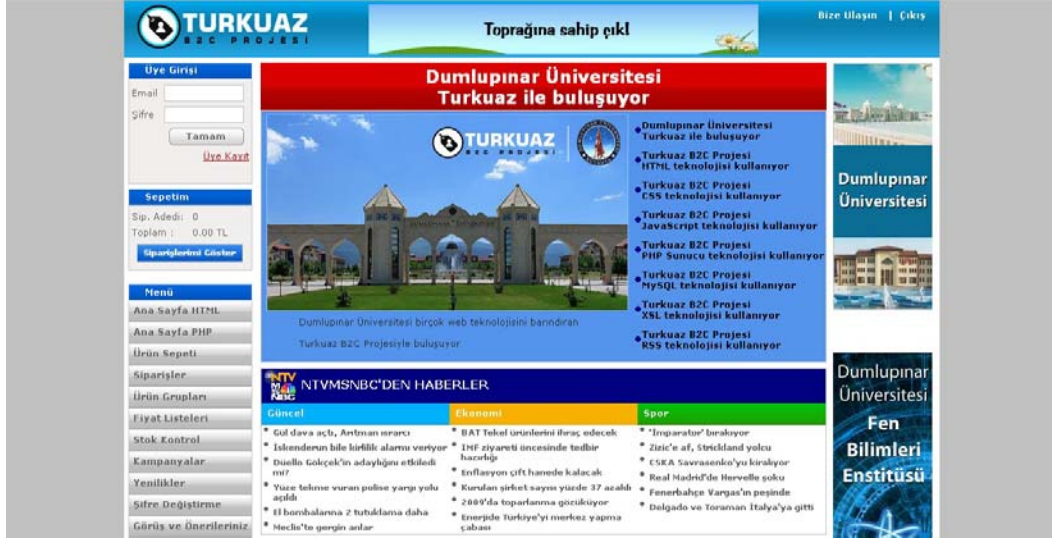 TURKUAZ
B2C PROJESI
Toprağına sahip çıkl
Bize Ulaşın | Çıkış
Üye Girişi
Email
Şifre
Tamam
Üye Kayıt
Sepetim
Sip. Adedi: 0
Toplam : 0.00 TL
Siparişlerimi Göster
Menü
Ana Sayfa HTML
Ana Sayfa PHP
Ürün Sepeti
Siparişler
Ürün Grupları
Fiyat Listeleri
Stok Kontrol
Kampanyalar
Yenilikler
Şifre Değiştirme
Görüş ve Önerileriniz
Dumlupınar Üniversitesi
Turkuaz ile buluşuyor
TURKUAZ
B2C PROJESI
Dumlupınar Üniversitesi birçok web teknolojisini barındıran
Turkuaz B2C Projesiyle buluşuyor
Dumlupınar Üniversitesi
Turkuaz ile buluşuyor
Turkuaz B2C Projesi
HTML teknolojisi kullanıyor
Turkuaz B2C Projesi
CSS teknolojisi kullanıyor
Turkuaz B2C Projesi
JavaScript teknolojisi kullanıyor
Turkuaz B2C Projesi
PHP Sunucu teknolojisi kullanıyor
Turkuaz B2C Projesi
MySQL teknolojisi kullanıyor
Turkuaz B2C Projesi
XSL teknolojisi kullanıyor
Turkuaz B2C Projesi
RSS teknolojisi kullanıyor
NTV
MSNBC
NTVMSNBC'DEN HABERLER
Güncel
Gül dava açtı, Arıtman ısrarcı
İskenderun bile kirlilik alarmı veriyor
Düello Gökçek'in adaylığını etkiledi
mi?
Yüze tekme vuran polise yargı yolu
açıldı
El bombalarına 2 tutuklama daha
Meclis'te gergin anlar
Ekonomi
BAT Tekel ürünlerini ihraç edecek
IMF ziyareti öncesinde tedbir
hazırlığı
Enflasyon çift hanede kalacak
Kurulan şirket sayısı yüzde 37 azaldı
2009'da toparlanma gözüküyor
Enerjide Türkiye'yi merkez yapma
çabası
Spor
'İmparator' bırakıyor
Zizic'e af, Strickland yolcu
CSKA Savrasenko'yu kiralıyor
Real Madrid'de Hervelle şoku
Fenerbahçe Vargas'ın peşinde
Delgado ve Toraman İtalya'ya gitti
Dumlupınar
Üniversitesi
Dumlupınar
Üniversitesi
Fen
Bilimleri
Enstitüsü